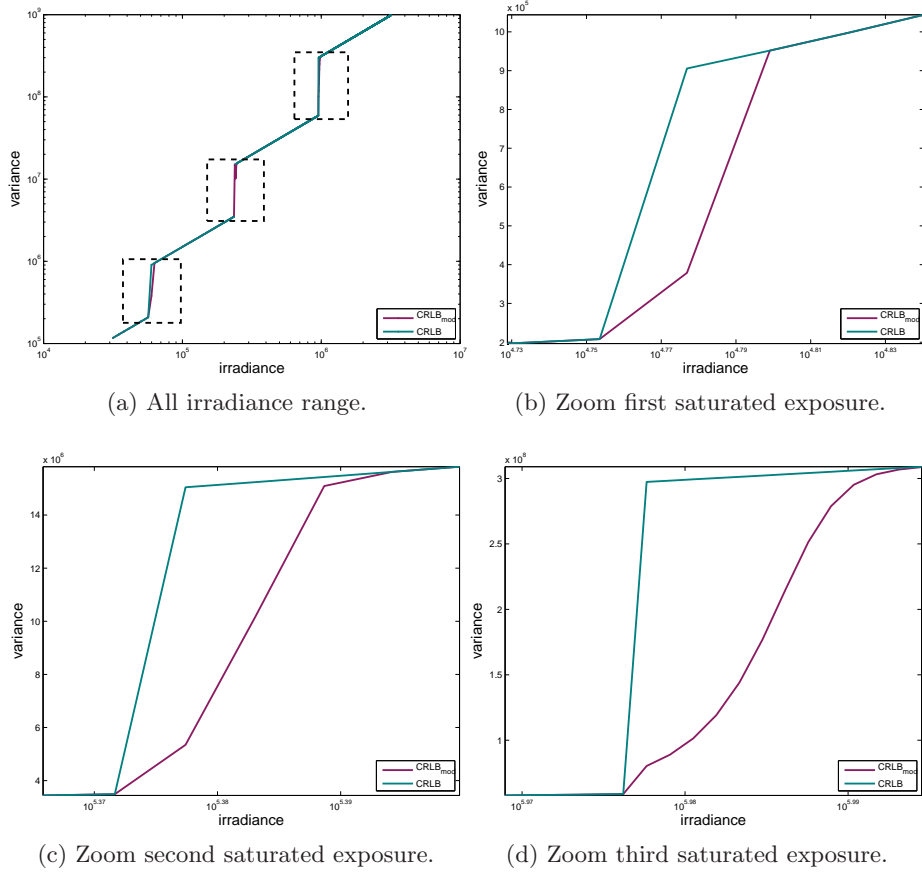 10^9
10^8
10^7
10^6
10^5
variance
10^4
10^5
10^6
10^7
irradiance
CRLB_mod
CRLB
(a) All irradiance range.
x 10^5
10
9
8
7
6
5
4
3
2
variance
10^4.73
10^4.75
10^4.77
10^4.79
10^4.81
10^4.83
irradiance
CRLB_mod
CRLB
(b) Zoom first saturated exposure.
x 10^6
14
12
10
8
6
4
variance
10^5.37
10^5.38
10^5.39
irradiance
CRLB_mod
CRLB
(c) Zoom second saturated exposure.
x 10^8
3
2.5
2
1.5
1
variance
10^5.97
10^5.98
10^5.99
irradiance
CRLB_mod
CRLB
(d) Zoom third saturated exposure.